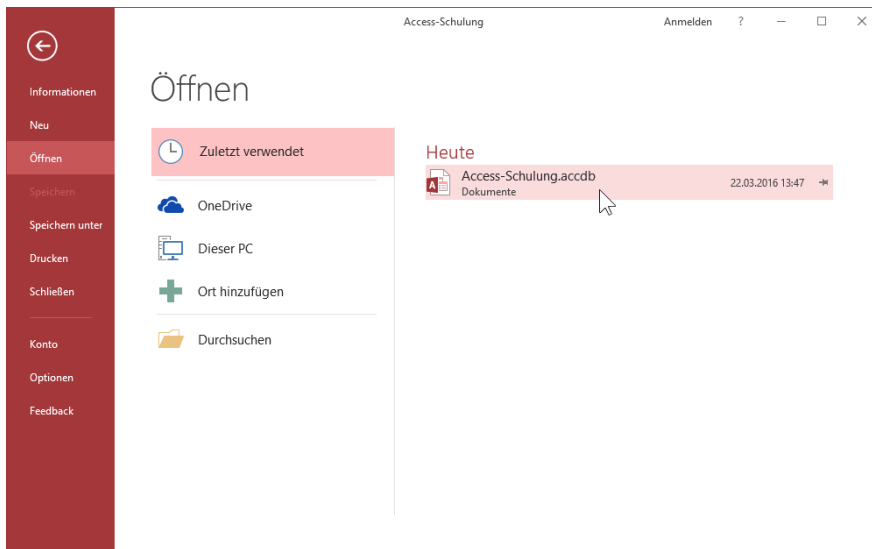 Access-Schulung
Anmelden ?
Informationen
Neu
Öffnen
Speichern
Speichern unter
Drucken
Schließen
Konto
Optionen
Feedback
Öffnen
Zuletzt verwendet
OneDrive
Dieser PC
Ort hinzufügen
Durchsuchen
Heute
A
Access-Schulung.accdb
Dokumente
22.03.2016 13:47